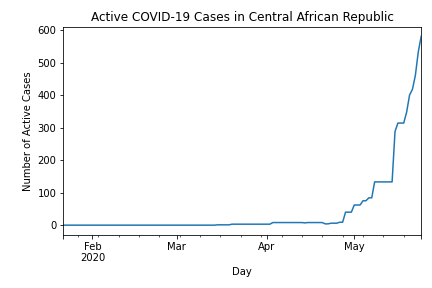 Active COVID-19 Cases in Central African Republic
600
500
400
300
200
100
0
Number of Active Cases
Feb
2020
Mar
Apr
May
Day